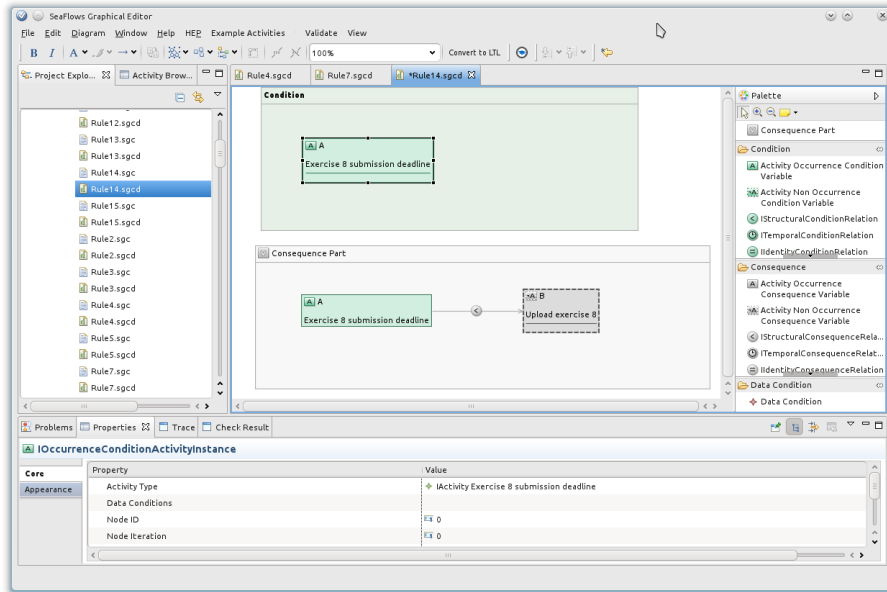 SeaFlows Graphical Editor
File Edit Diagram Window Help HEP Example Activities Validate View
B I A 100% Convert to LTL
Project Explo... Activity Brow...
Rule4.sgcd Rule7.sgcd *Rule14.sgcd
Rule12.sgcd
Rule13.sgc
Rule13.sgcd
Rule14.sgc
Rule14.sgcd
Rule15.sgc
Rule15.sgcd
Rule2.sgc
Rule2.sgcd
Rule3.sgc
Rule3.sgcd
Rule4.sgc
Rule4.sgcd
Rule5.sgc
Rule5.sgcd
Rule7.sgc
Rule7.sgcd
Condition
A A
Exercise 8 submission deadline
Consequence Part
A A
Exercise 8 submission deadline
<
¬A B
Upload exercise 8
Palette
Consequence Part
Condition
Activity Occurrence Condition
Variable
Activity Non Occurrence
Condition Variable
IStructuralConditionRelation
ITemporalConditionRelation
IIdentityConditionRelation
Consequence
Activity Occurrence
Consequence Variable
Activity Non Occurrence
Consequence Variable
IStructuralConsequenceRela...
ITemporalConsequenceRelat...
IIdentityConsequenceRelation
Data Condition
Data Condition
Problems Properties Trace Check Result
IOccurrenceConditionActivityInstance
Core
Appearance
Property Value
Activity Type IActivity Exercise 8 submission deadline
Data Conditions
Node ID 0
Node Iteration 0